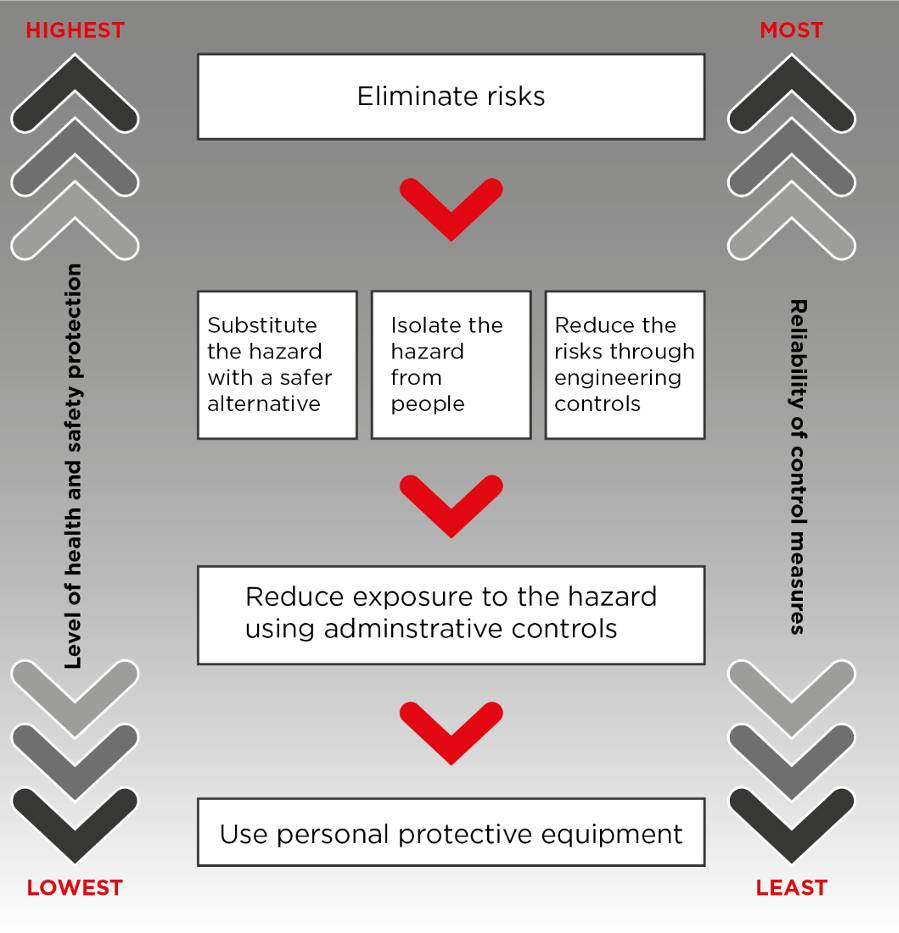 HIGHEST
MOST
Eliminate risks
Substitute
the hazard
with a safer
alternative
Isolate the
hazard
from
people
Reduce the
risks through
engineering
controls
Level of health and safety protection
Reliability of control measures
Reduce exposure to the hazard
using adminstrative controls
Use personal protective equipment
LOWEST
LEAST